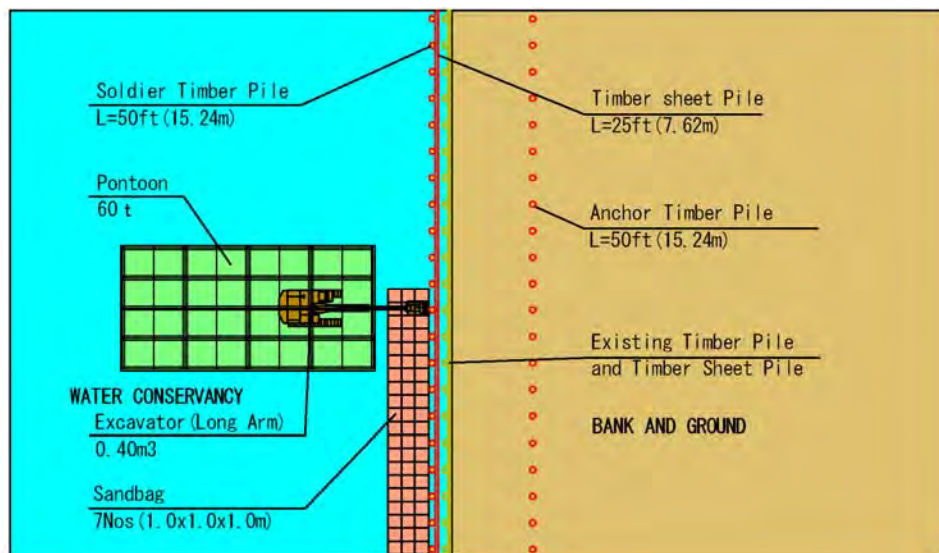 Soldier Timber Pile
L=50ft(15.24m)
Timber sheet Pile
L=25ft(7.62m)
Pontoon
60 t
Anchor Timber Pile
L=50ft(15.24m)
Existing Timber Pile
and Timber Sheet Pile
WATER CONSERVANCY
Excavator(Long Arm)
0.40m3
BANK AND GROUND
Sandbag
7Nos(1.0x1.0x1.0m)